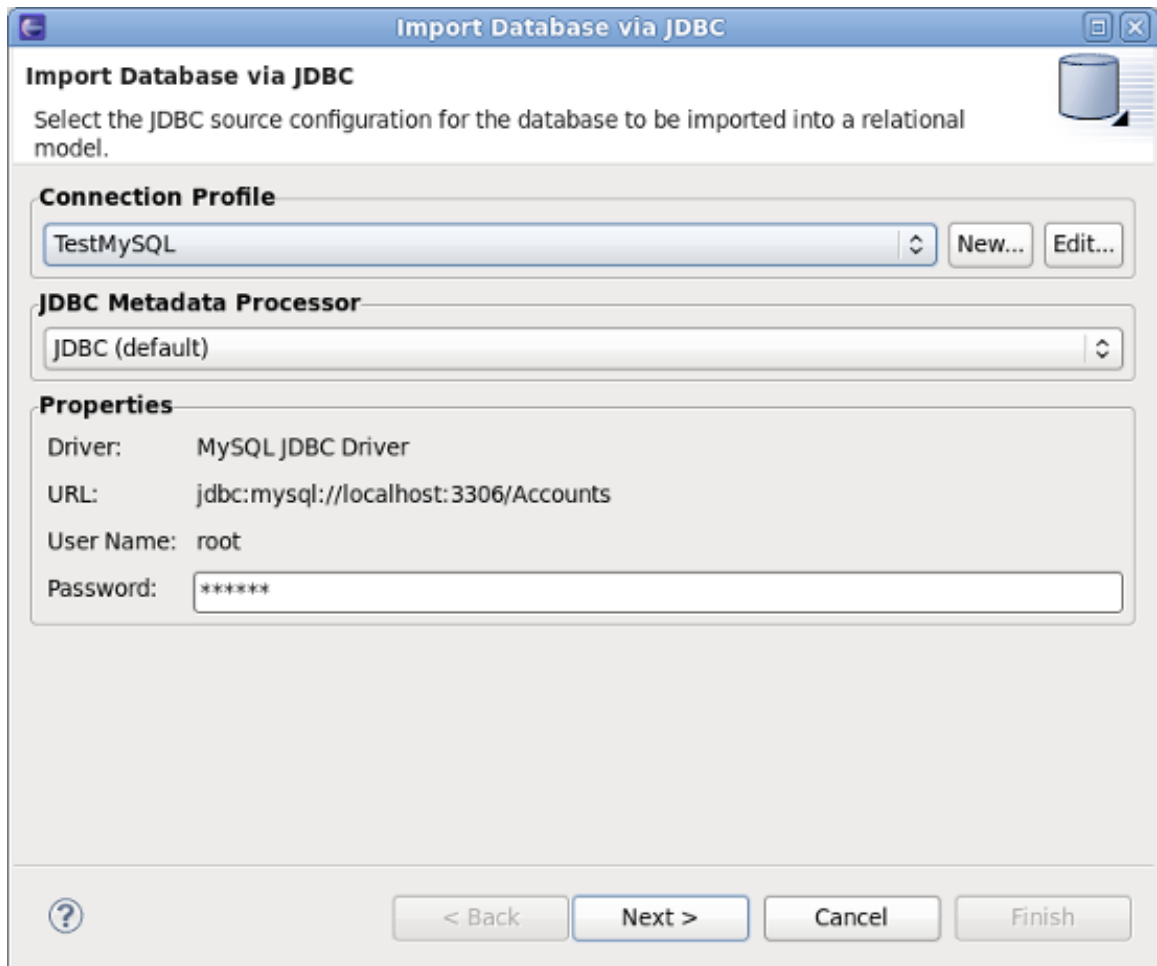 Import Database via JDBC
Import Database via JDBC
Select the JDBC source configuration for the database to be imported into a relational
model.
Connection Profile
TestMySQL New... Edit...
JDBC Metadata Processor
JDBC (default)
Properties
Driver: MySQL JDBC Driver
URL: jdbc:mysql://localhost:3306/Accounts
User Name: root
Password: ******
? < Back Next > Cancel Finish